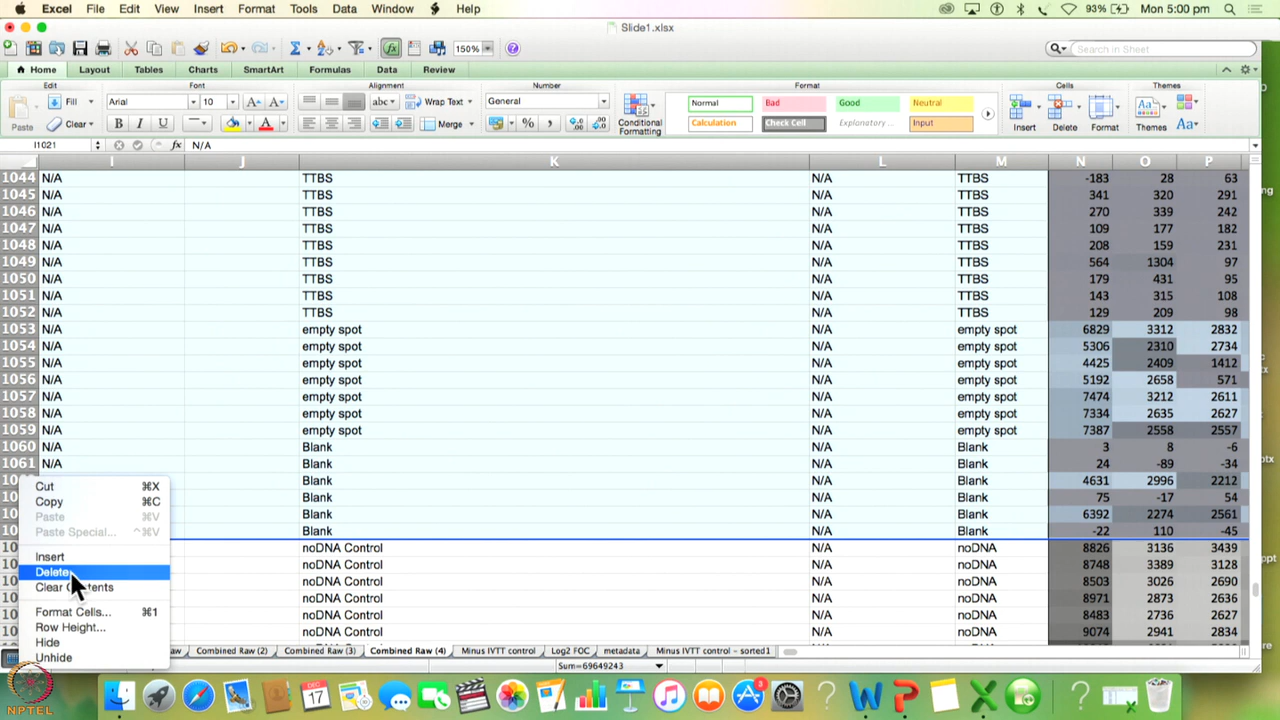 Excel File Edit View Insert Format Tools Data Window Help 93% Mon 5:00 pm
Slide1.xlsx
150% Search in Sheet
Home Layout Tables Charts SmartArt Formulas Data Review
Edit Font Alignment Number Format Cells Themes
Fill Arial 10 abc Wrap Text General Normal Bad Good Neutral
Paste Clear B I U Merge % Conditional Formatting Calculation Check Cell Explanatory... Input Insert Delete Format Themes Aa
I1021 fx N/A
I J K L M N O P
1044 N/A TTBS N/A TTBS -183 28 63
1045 N/A TTBS N/A TTBS 341 320 291
1046 N/A TTBS N/A TTBS 270 339 242
1047 N/A TTBS N/A TTBS 109 177 182
1048 N/A TTBS N/A TTBS 208 159 231
1049 N/A TTBS N/A TTBS 564 1304 97
1050 N/A TTBS N/A TTBS 179 431 95
1051 N/A TTBS N/A TTBS 143 315 108
1052 N/A TTBS N/A TTBS 129 209 98
1053 N/A empty spot N/A empty spot 6829 3312 2832
1054 N/A empty spot N/A empty spot 5306 2310 2734
1055 N/A empty spot N/A empty spot 4425 2409 1412
1056 N/A empty spot N/A empty spot 5192 2658 571
1057 N/A empty spot N/A empty spot 7474 3212 2611
1058 N/A empty spot N/A empty spot 7334 2635 2627
1059 N/A empty spot N/A empty spot 7387 2558 2557
1060 N/A Blank N/A Blank 3 8 -6
1061 N/A Blank N/A Blank 24 -89 -34
Blank N/A Blank 4631 2996 2212
Blank N/A Blank 75 -17 54
Blank N/A Blank 6392 2274 2561
Blank N/A Blank -22 110 -45
noDNA Control N/A noDNA 8826 3136 3439
noDNA Control N/A noDNA 8748 3389 3128
noDNA Control N/A noDNA 8503 3026 2690
noDNA Control N/A noDNA 8971 2873 2636
noDNA Control N/A noDNA 8483 2736 2627
noDNA Control N/A noDNA 9074 2941 2834
Cut ⌘X
Copy ⌘C
Paste ⌘V
Paste Special... ^⌘V
Insert
Delete
Clear
Format Cells... ⌘1
Row Height...
Hide
Unhide
Combined Raw (2) Combined Raw (3) Combined Raw (4) Minus IVTT control Log2 FOC metadata Minus IVTT control – sorted1
Sum=69649243
DEC 17 3
NPTEL